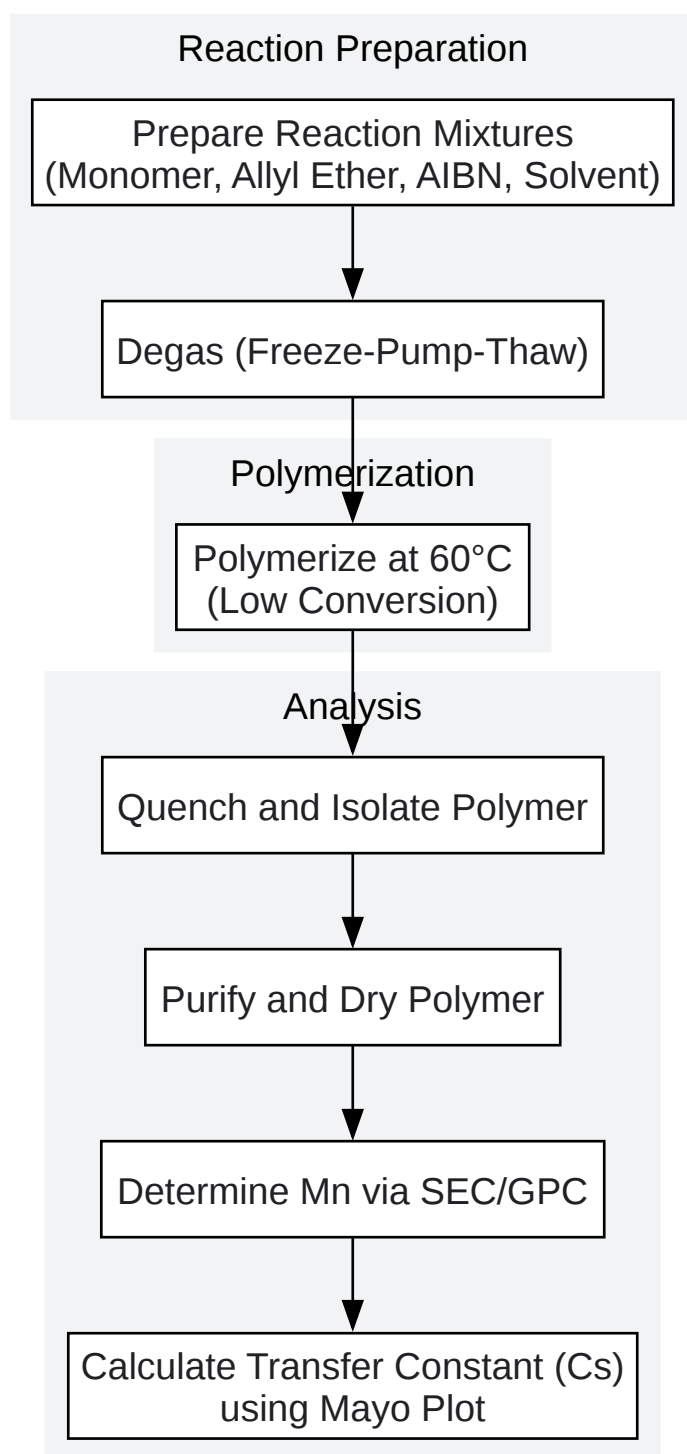 Reaction Preparation
Prepare Reaction Mixtures
(Monomer, Allyl Ether, AIBN, Solvent)
Degas (Freeze-Pump-Thaw)
Polymerization
Polymerize at 60°C
(Low Conversion)
Analysis
Quench and Isolate Polymer
Purify and Dry Polymer
Determine Mn via SEC/GPC
Calculate Transfer Constant (Cs)
using Mayo Plot